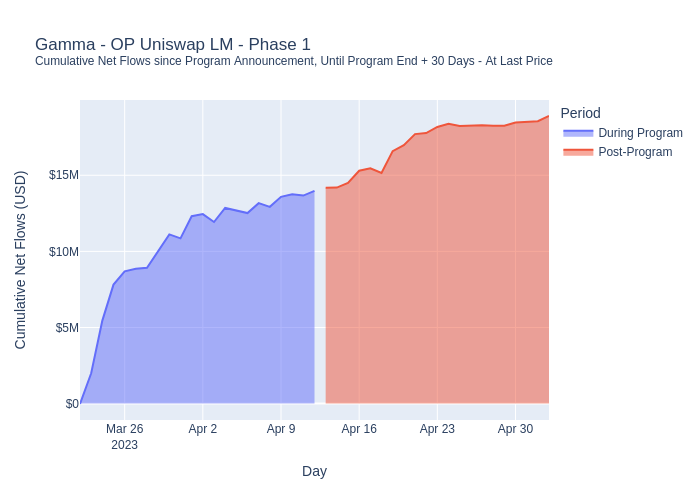 Gamma - OP Uniswap LM - Phase 1
Cumulative Net Flows since Program Announcement, Until Program End + 30 Days - At Last Price
Period
During Program
Post-Program
Cumulative Net Flows (USD)
$15M
$10M
$5M
$0
Mar 26
2023
Apr 2
Apr 9
Apr 16
Apr 23
Apr 30
Day